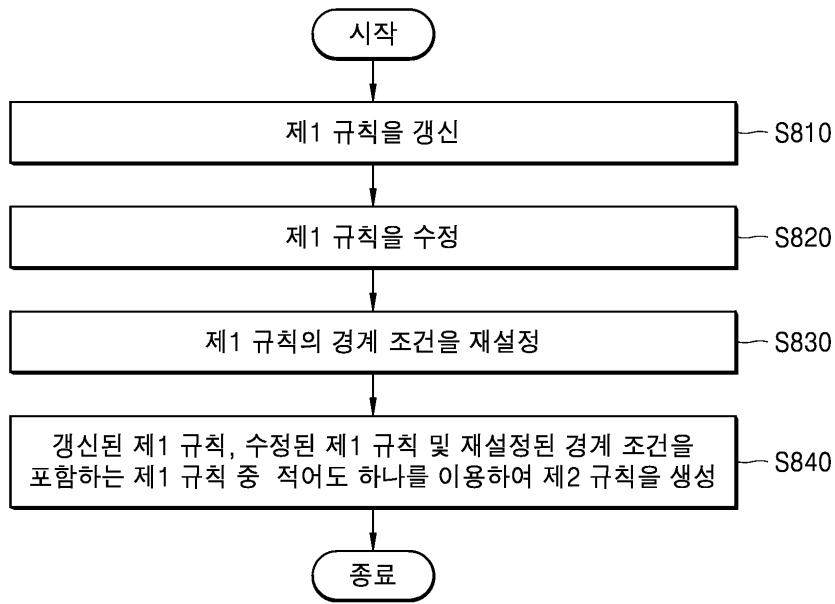 시작
제1 규칙을 갱신
S810
제1 규칙을 수정
S820
제1 규칙의 경계 조건을 재설정
S830
갱신된 제1 규칙, 수정된 제1 규칙 및 재설정된 경계 조건을
포함하는 제1 규칙 중 적어도 하나를 이용하여 제2 규칙을 생성
S840
종료